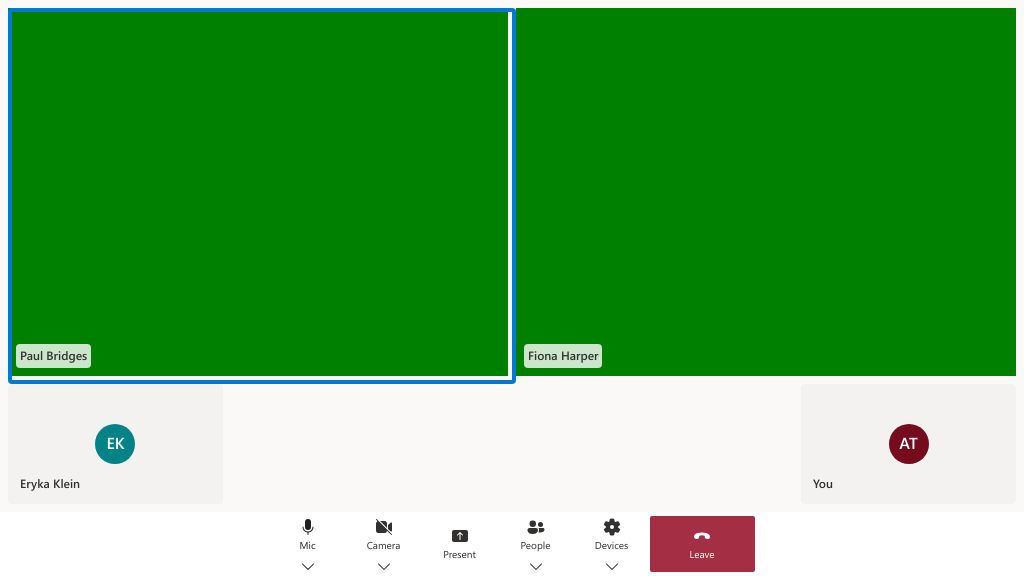 Paul Bridges
Fiona Harper
EK
Eryka Klein
AT
You
Mic
Camera
Present
People
Devices
Leave